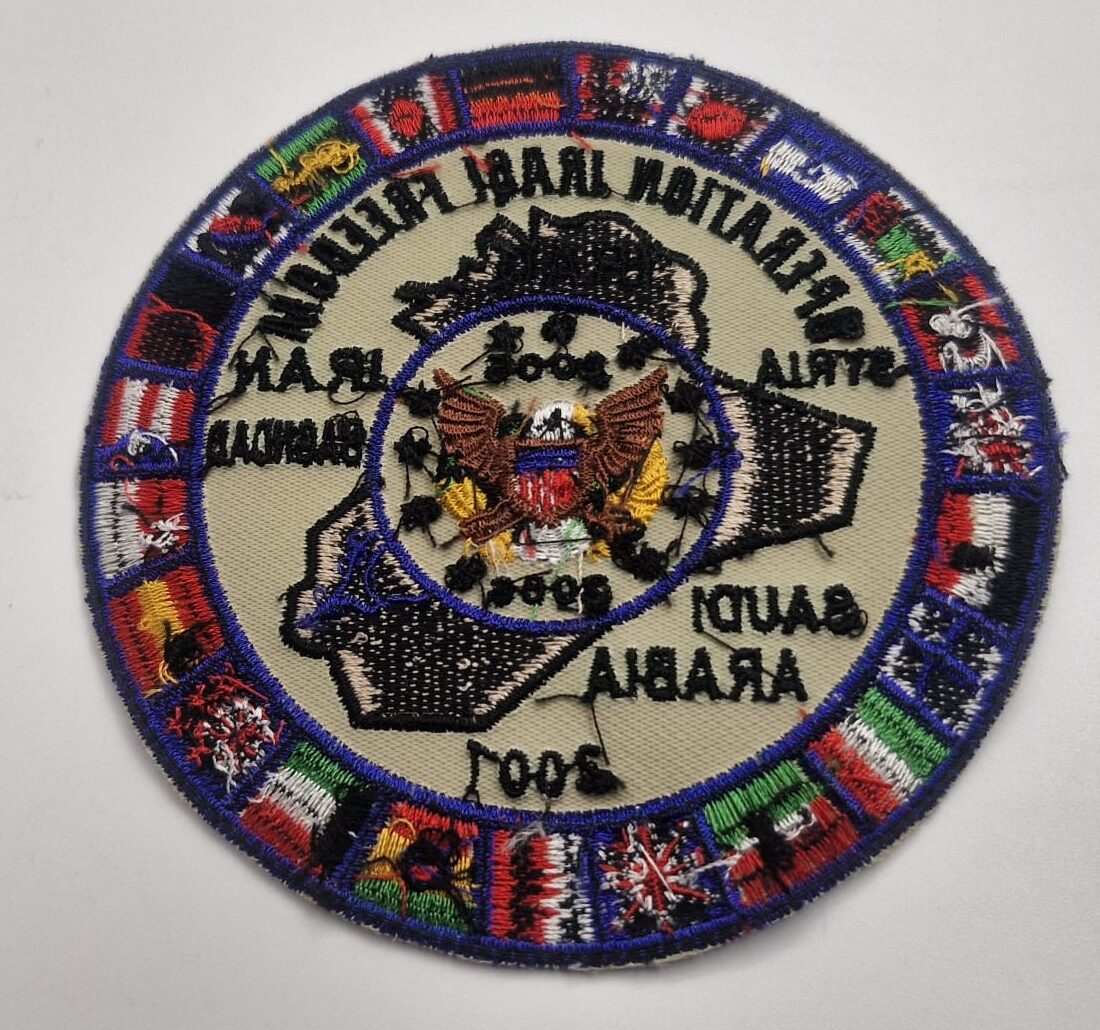 OPERATION IRAQI FREEDOM
SYRIA
IRAN
2005
BAGHDAD
2006
SAUDI
ARABIA
2007